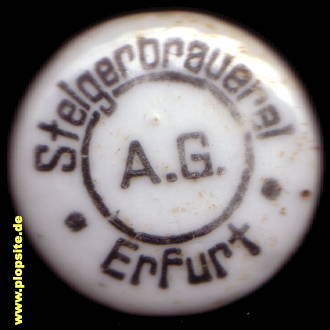 Steigerbrauerei
A.G.
• Erfurt •
www.plopsite.de